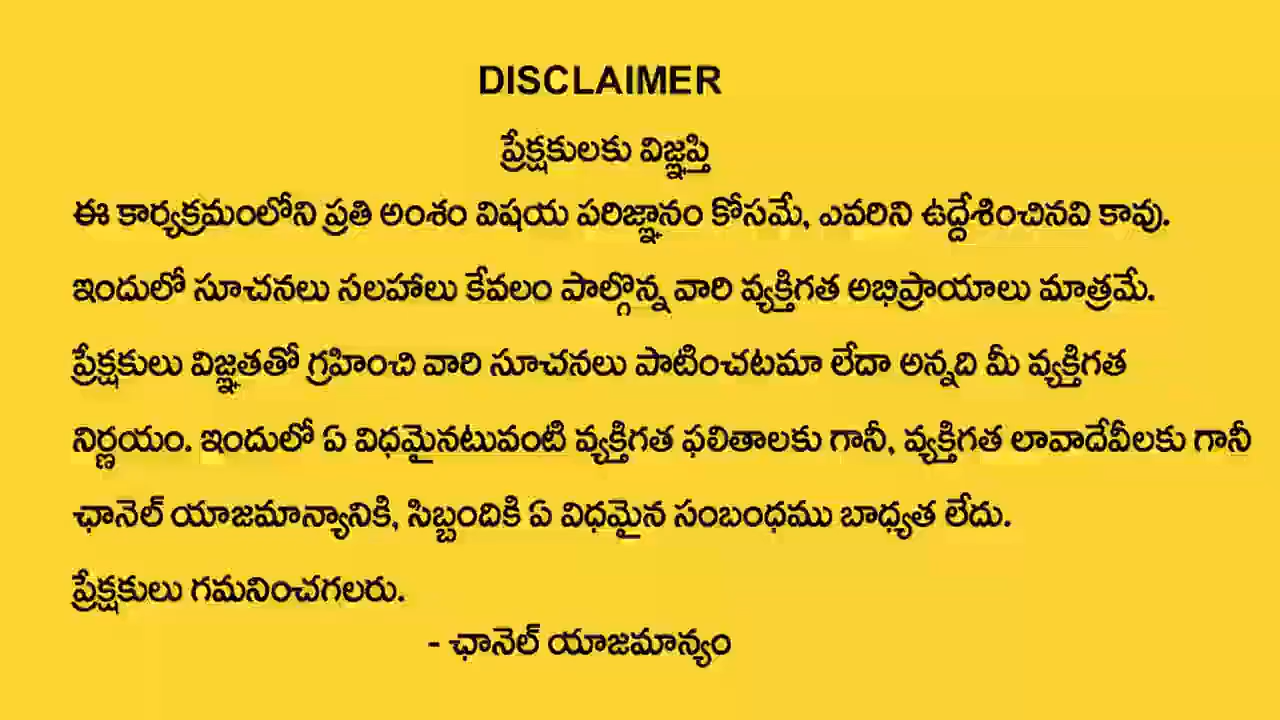 DISCLAIMER
ప్రేక్షకులకు విజ్ఞప్తి
ఈ కార్యక్రమంలోని ప్రతి అంశం విషయ పరిజ్ఞానం కోసమే, ఎవరిని ఉద్దేశించినవి కావు.
ఇందులో సూచనలు సలహాలు కేవలం పాల్గొన్న వారి వ్యక్తిగత అభిప్రాయాలు మాత్రమే.
ప్రేక్షకులు విజ్ఞతతో గ్రహించి వారి సూచనలు పాటించటమా లేదా అన్నది మీ వ్యక్తిగత
నిర్ణయం. ఇందులో ఏ విధమైనటువంటి వ్యక్తిగత ఫలితాలకు గానీ, వ్యక్తిగత లావాదేవీలకు గానీ
ఛానెల్ యాజమాన్యానికి, సిబ్బందికి ఏ విధమైన సంబంధము బాధ్యత లేదు.
ప్రేక్షకులు గమనించగలరు.
- ఛానెల్ యాజమాన్యం